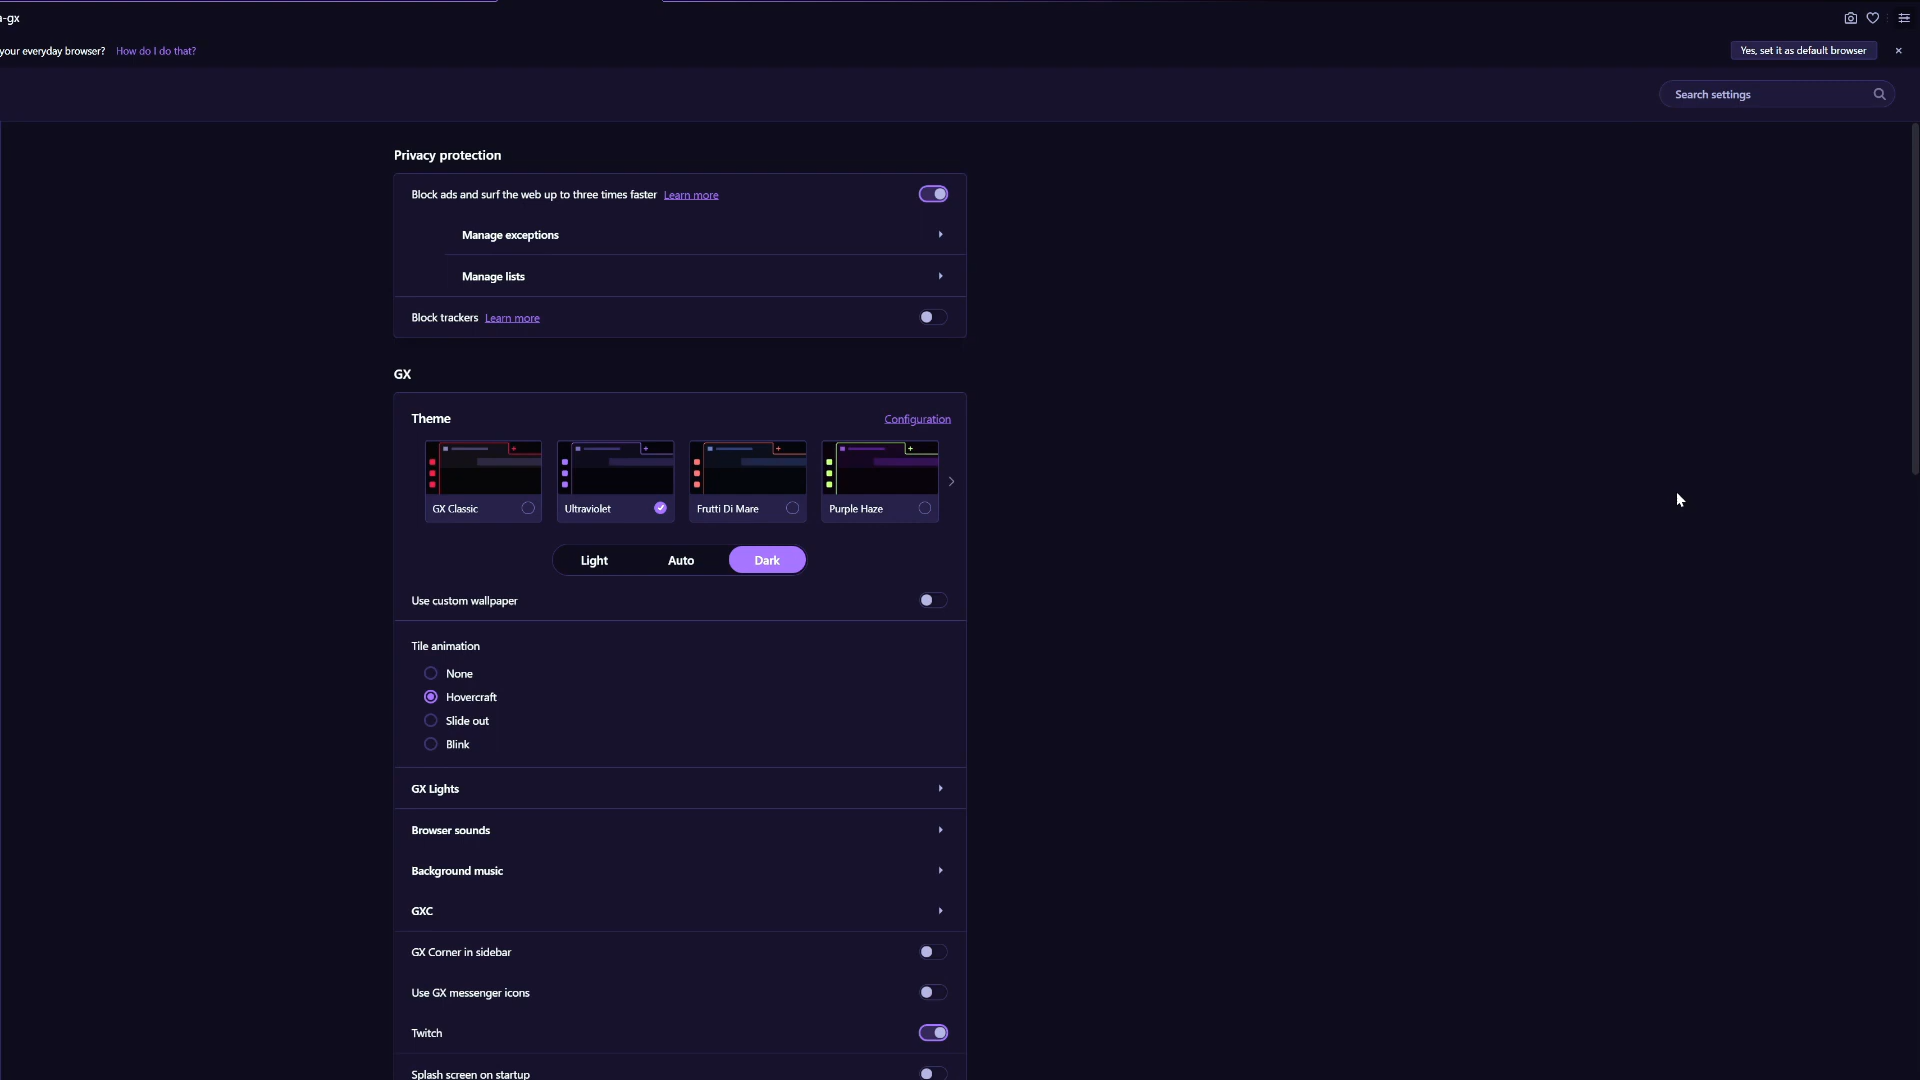 a-gx
your everyday browser? How do I do that?
Yes, set it as default browser
Search settings
Privacy protection
Block ads and surf the web up to three times faster Learn more
Manage exceptions
Manage lists
Block trackers Learn more
GX
Theme
Configuration
GX Classic
Ultraviolet
Frutti Di Mare
Purple Haze
Light
Auto
Dark
Use custom wallpaper
Tile animation
None
Hovercraft
Slide out
Blink
GX Lights
Browser sounds
Background music
GXC
GX Corner in sidebar
Use GX messenger icons
Twitch
Splash screen on startup